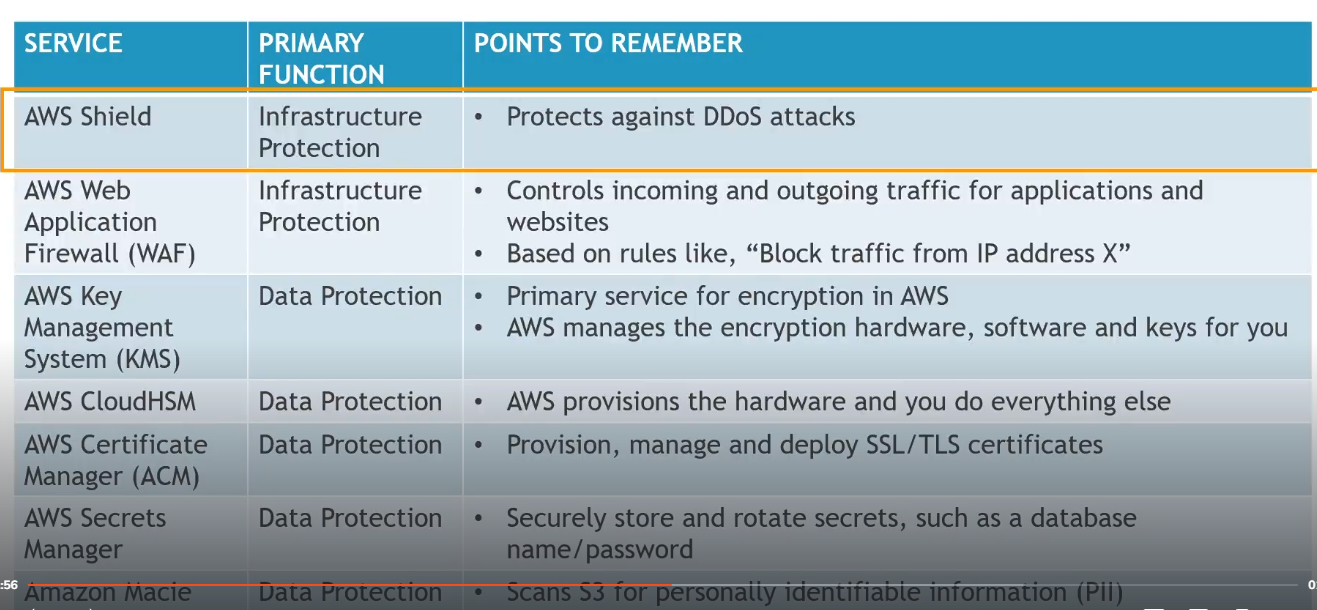 SERVICE
PRIMARY
FUNCTION
POINTS TO REMEMBER
AWS Shield
Infrastructure
Protection
• Protects against DDoS attacks
AWS Web
Application
Firewall (WAF)
Infrastructure
Protection
• Controls incoming and outgoing traffic for applications and
websites
• Based on rules like, “Block traffic from IP address X”
AWS Key
Management
System (KMS)
Data Protection
• Primary service for encryption in AWS
• AWS manages the encryption hardware, software and keys for you
AWS CloudHSM
Data Protection
• AWS provisions the hardware and you do everything else
AWS Certificate
Manager (ACM)
Data Protection
• Provision, manage and deploy SSL/TLS certificates
AWS Secrets
Manager
Data Protection
• Securely store and rotate secrets, such as a database
name/password
:56
Amazon Macie
Data Protection
• Scans S3 for personally identifiable information (PII)